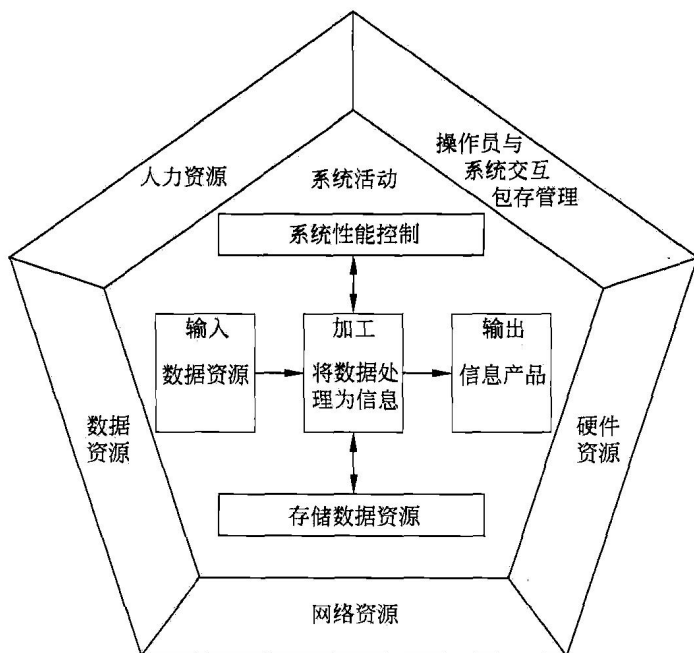 人力资源
系统活动
操作员与
系统交互
包存管理
系统性能控制
输入
数据资源
加工
将数据处
理为信息
输出
信息产品
数据
资源
硬件
资源
存储数据资源
网络资源